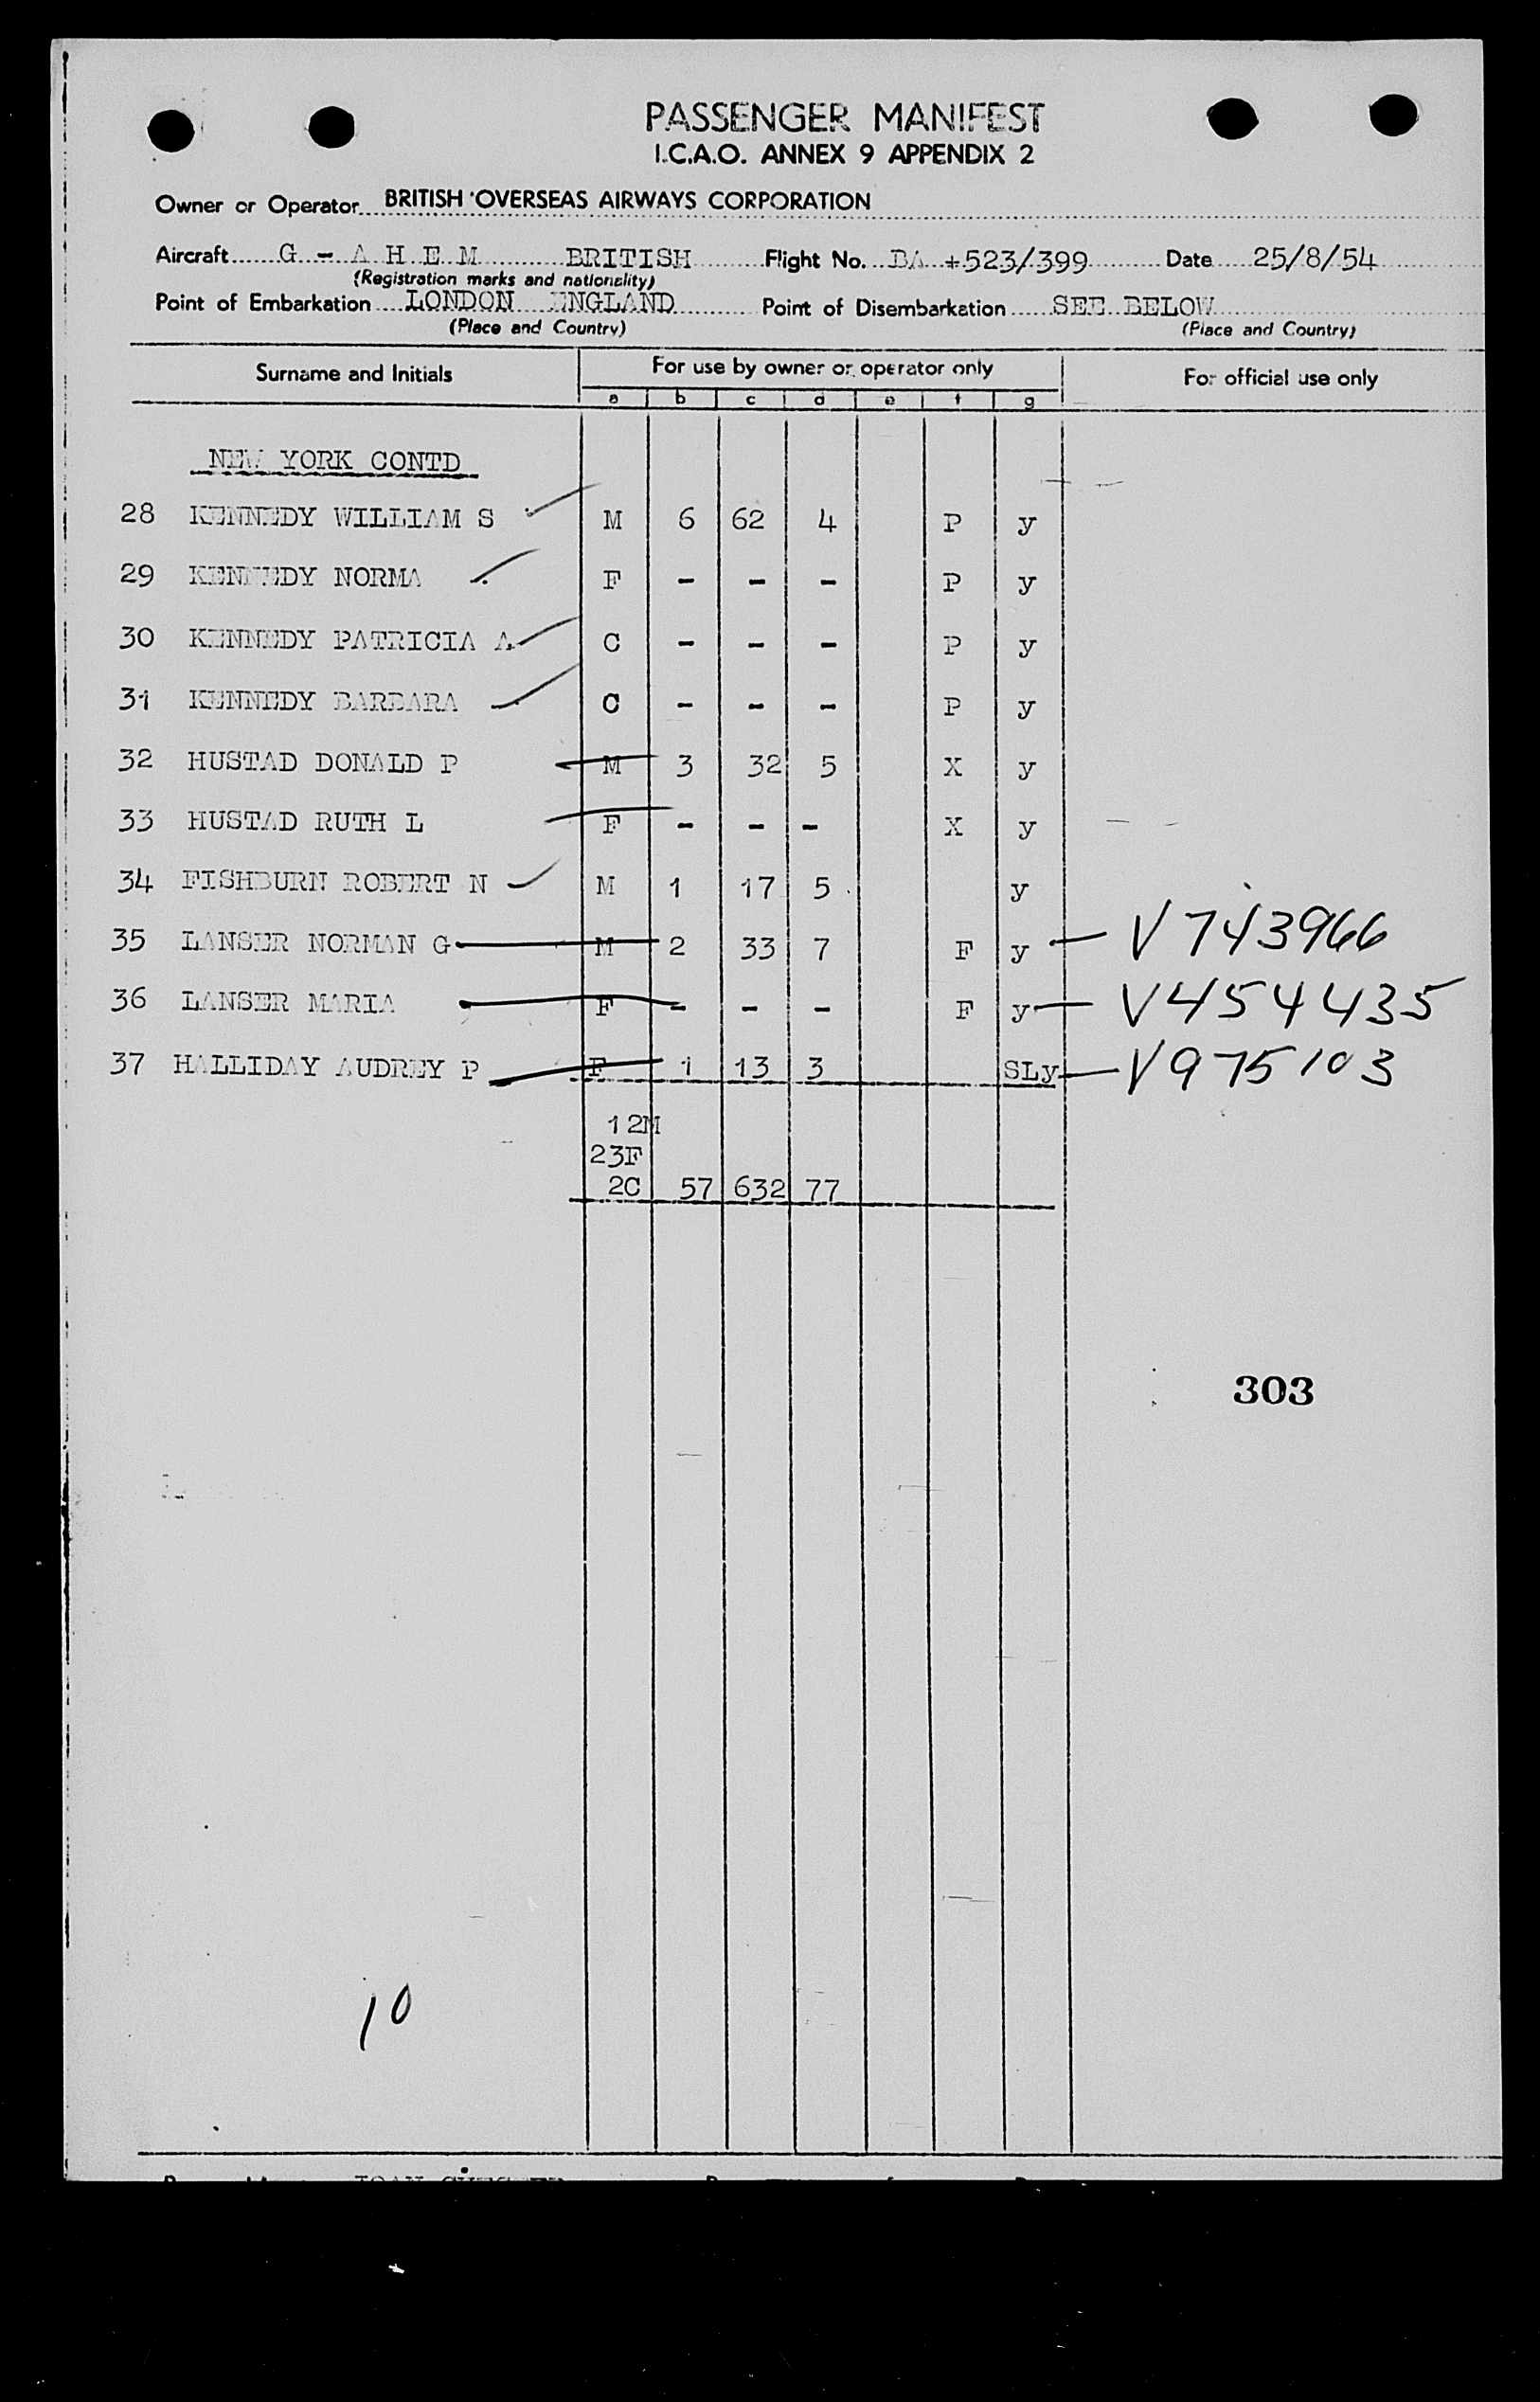 PASSENGER MANIFEST
I.C.A.O. ANNEX 9 APPENDIX 2
Owner or Operator BRITISH OVERSEAS AIRWAYS CORPORATION
Aircraft G - A H E M BRITISH Flight No. BA +523/399 Date 25/8/54
(Registration marks and nationality)
Point of Embarkation LONDON ENGLAND Point of Disembarkation SEE BELOW
(Place and Country) (Place and Country)
Surname and Initials For use by owner or operator only For official use only
a b c d e f g
NEW YORK CONTD
28 KENNEDY WILLIAM S M 6 62 4 P y
29 KENNEDY NORMA F - - - P y
30 KENNEDY PATRICIA A C - - - P y
31 KENNEDY BARBARA C - - - P y
32 HUSTAD DONALD P M 3 32 5 X y
33 HUSTAD RUTH L F - - - X y
34 FISHBURN ROBERT N M 1 17 5 y
35 LANSER NORMAN G M 2 33 7 F y V743966
36 LANSER MARIA F - - - F y V454435
37 HALLIDAY AUDREY P F 1 13 3 SLy V975103
12M
23F
2C 57 632 77
303
10